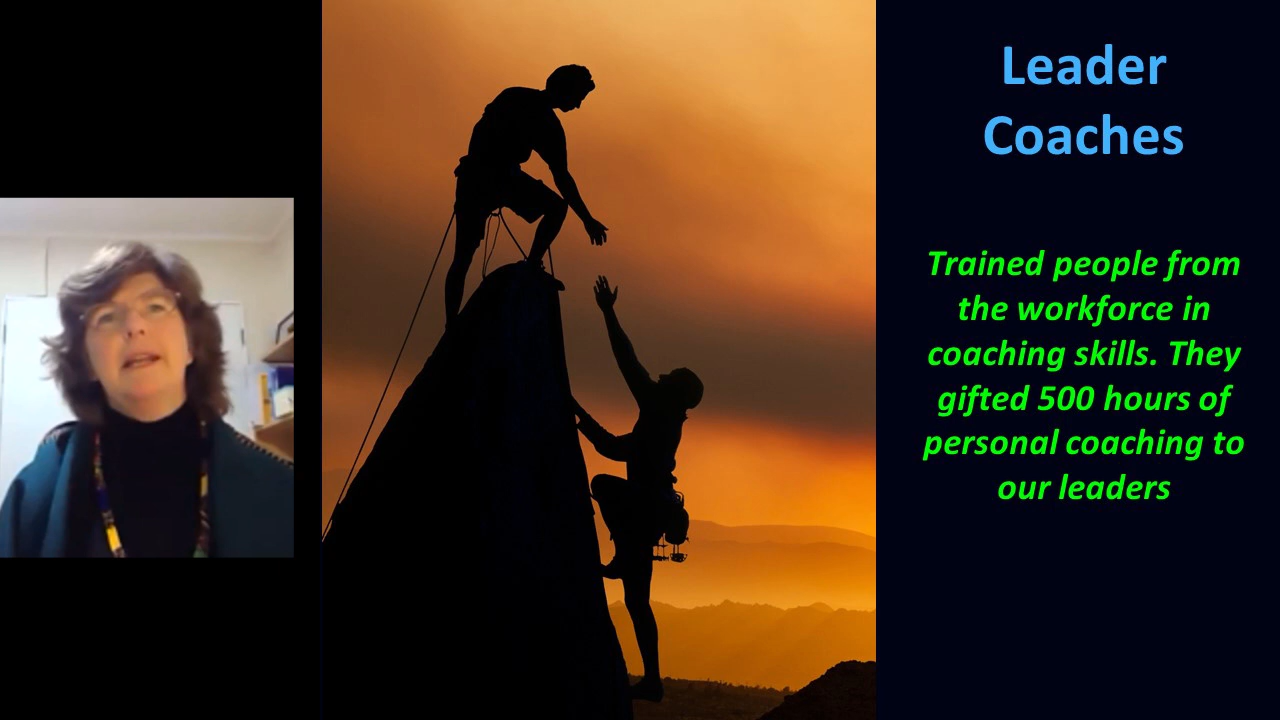 Leader
Coaches
Trained people from
the workforce in
coaching skills. They
gifted 500 hours of
personal coaching to
our leaders